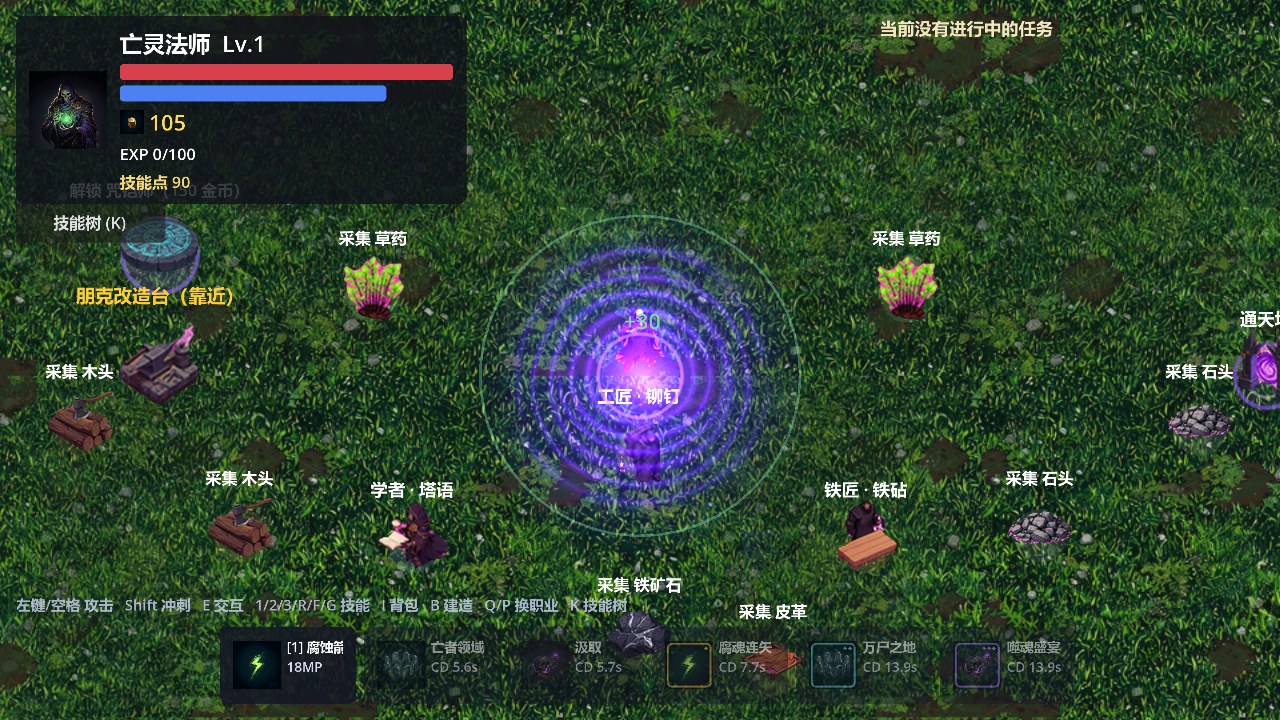 亡灵法师 Lv.1
当前没有进行中的任务
105
EXP 0/100
技能点 90
技能树 (K)
采集 草药
采集 草药
朋克改造台（靠近）
+30
通天
采集 木头
采集 石头
工匠 · 铆钉
采集 木头
学者 · 塔语
铁匠 · 铁砧
采集 石头
采集 铁矿石
左键/空格 攻击 Shift 冲刺 E 交互 1/2/3/R/F/G 技能 I 背包 · B 建造 Q/P 换职业 K 技能树
采集 皮革
[1] 腐蚀
18MP
亡者领域
CD 5.6s
汲取
CD 5.7s
腐魂连矢
CD 7.7s
万尸之地
CD 13.9s
噬魂盛宴
CD 13.9s